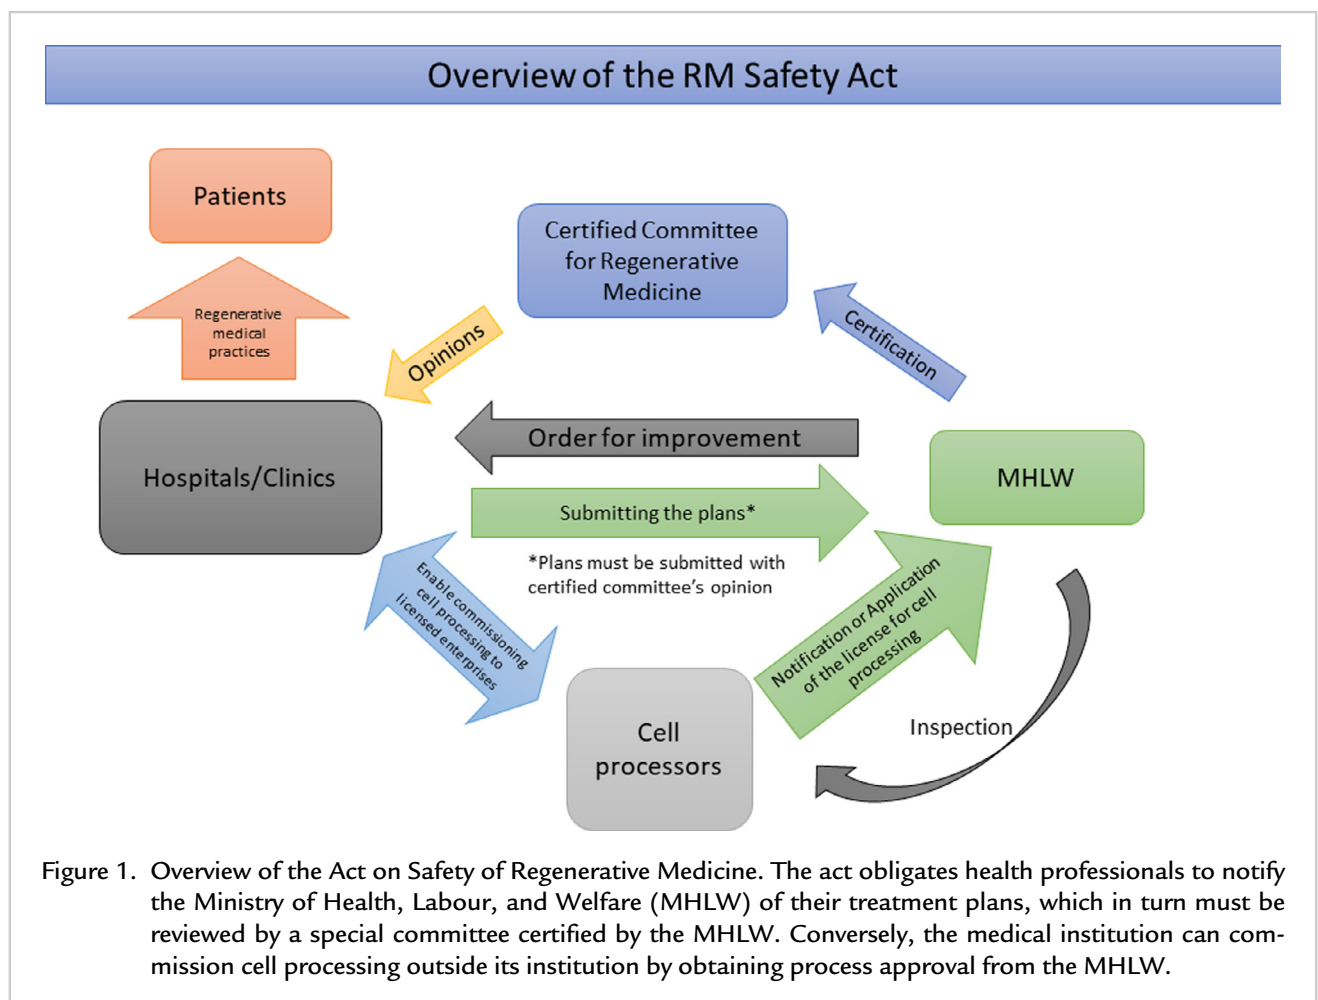 Overview of the RM Safety Act
Patients
Certified Committee
for Regenerative
Medicine
Regenerative
medical
practices
Opinions
Certification
Order for improvement
Hospitals/Clinics
MHLW
Submitting the plans*
*Plans must be submitted with
certified committee's opinion
Enable commissioning
cell processing to
licensed enterprises
Notification or Application
of the license for cell
processing
Cell
processors
Inspection
Figure 1. Overview of the Act on Safety of Regenerative Medicine. The act obligates health professionals to notify
the Ministry of Health, Labour, and Welfare (MHLW) of their treatment plans, which in turn must be
reviewed by a special committee certified by the MHLW. Conversely, the medical institution can com-
mission cell processing outside its institution by obtaining process approval from the MHLW.